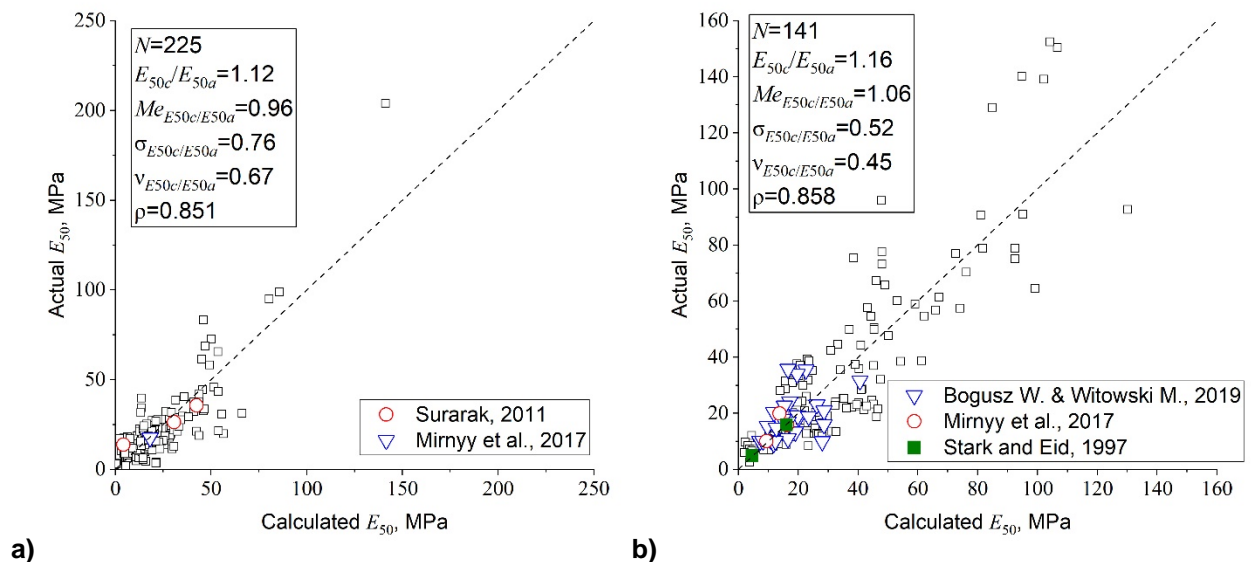 250
200
150
100
50
0
Actual E50, MPa
N=225
E50c/E50a=1.12
MeE50c/E50a=0.96
σE50c/E50a=0.76
νE50c/E50a=0.67
ρ=0.851
Surarak, 2011
Mirnyy et al., 2017
0 50 100 150 200 250
Calculated E50, MPa
a)
160
140
120
100
80
60
40
20
0
Actual E50, MPa
N=141
E50c/E50a=1.16
MeE50c/E50a=1.06
σE50c/E50a=0.52
νE50c/E50a=0.45
ρ=0.858
Bogusz W. & Witowski M., 2019
Mirnyy et al., 2017
Stark and Eid, 1997
0 20 40 60 80 100 120 140 160
Calculated E50, MPa
b)